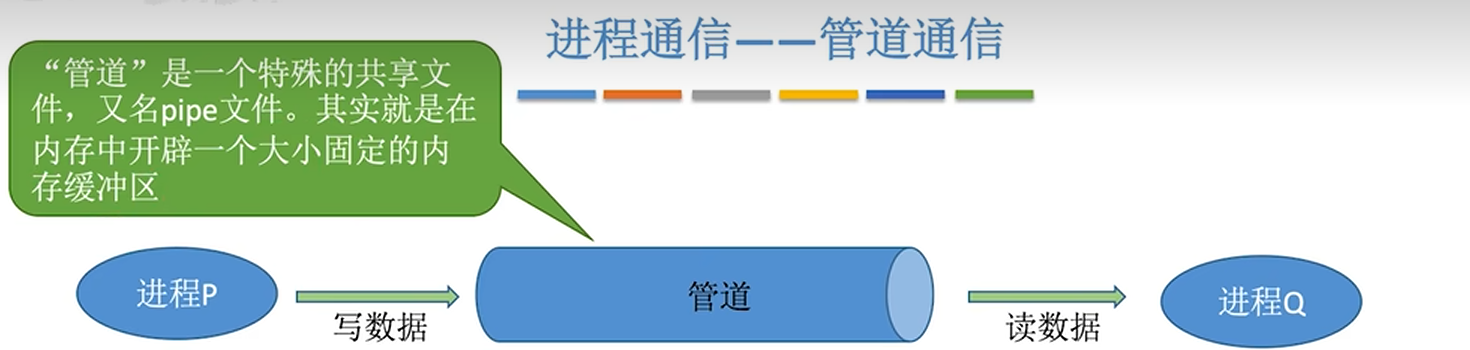 进程通信——管道通信
“管道”是一个特殊的共享文
件，又名pipe文件。其实就是在
内存中开辟一个大小固定的内
存缓冲区
进程P
写数据
管道
读数据
进程Q